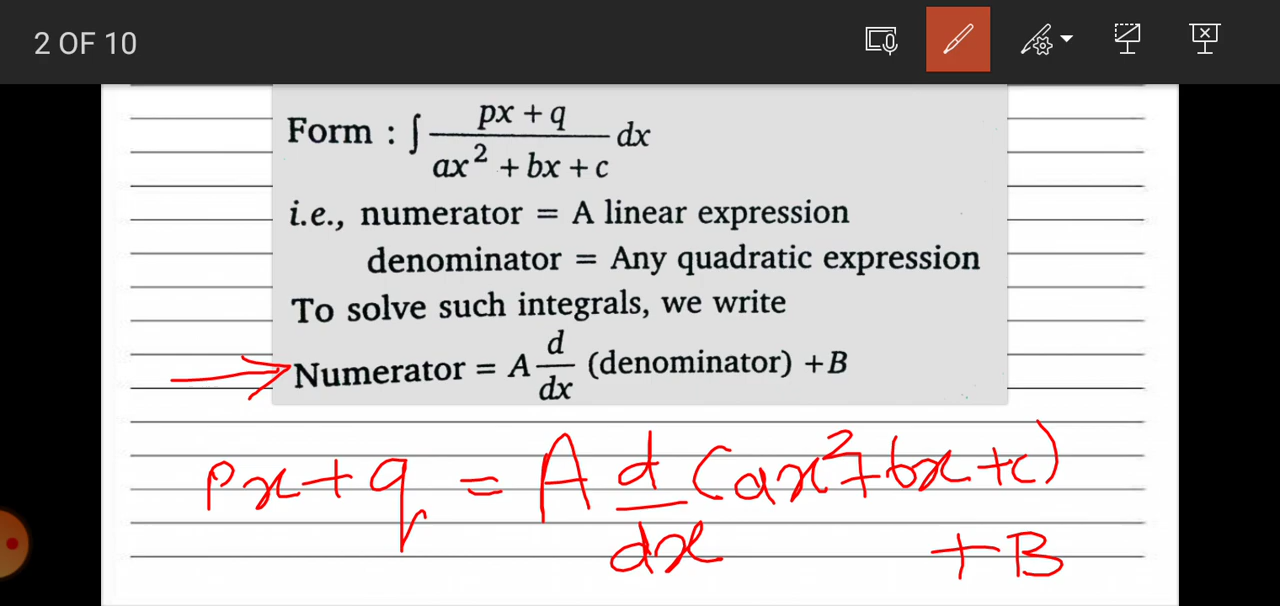 2 OF 10
Form : ∫ px + q / ax² + bx + c dx
i.e., numerator = A linear expression
denominator = Any quadratic expression
To solve such integrals, we write
Numerator = A d/dx (denominator) + B
px + q = A d/dx (ax² + bx + c)
+ B